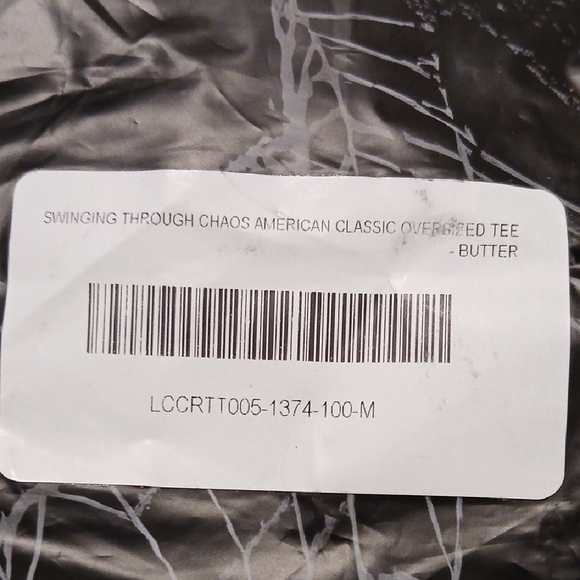 SWINGING THROUGH CHAOS AMERICAN CLASSIC OVERSIZED TEE
- BUTTER
LCCRTT005-1374-100-M